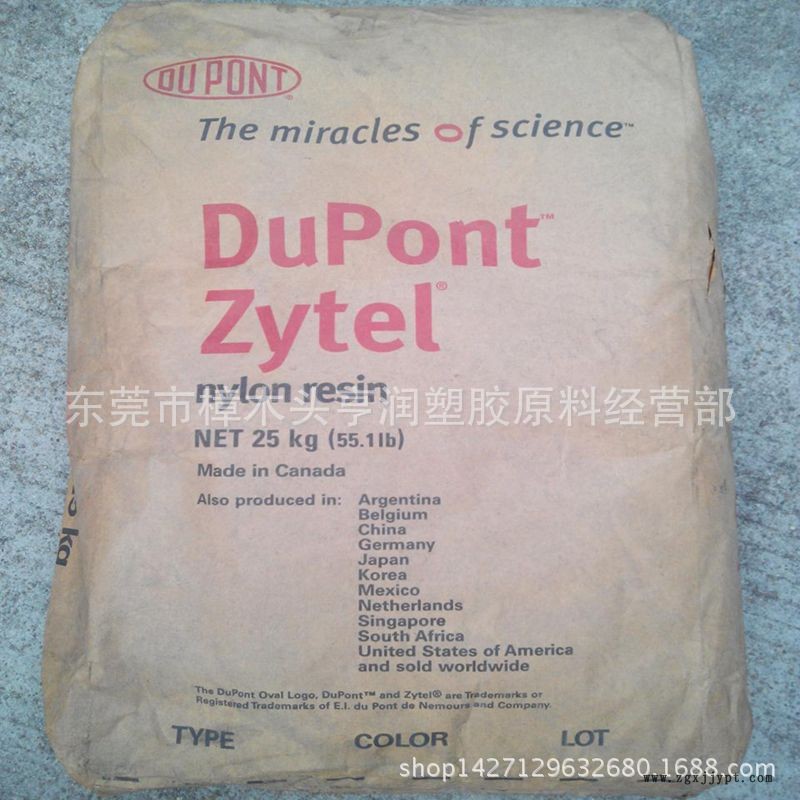 DU PONT®
The miracles of science™
DuPont™
Zytel®
nylon resin
东莞市樟木头亨润塑胶原料经营部
NET 25 kg (55.1lb)
Made in Canada
Also produced in: Argentina
Belgium
China
Germany
Japan
Korea
Mexico
Netherlands
Singapore
South Africa
United States of America
and sold worldwide
kg
The DuPont Oval Logo, DuPont™ and Zytel® are Trademarks or
Registered Trademarks of E.I. du Pont de Nemours and Company.
TYPE COLOR LOT
shop1427129632680.1688.com
www.zgxjjypt.com